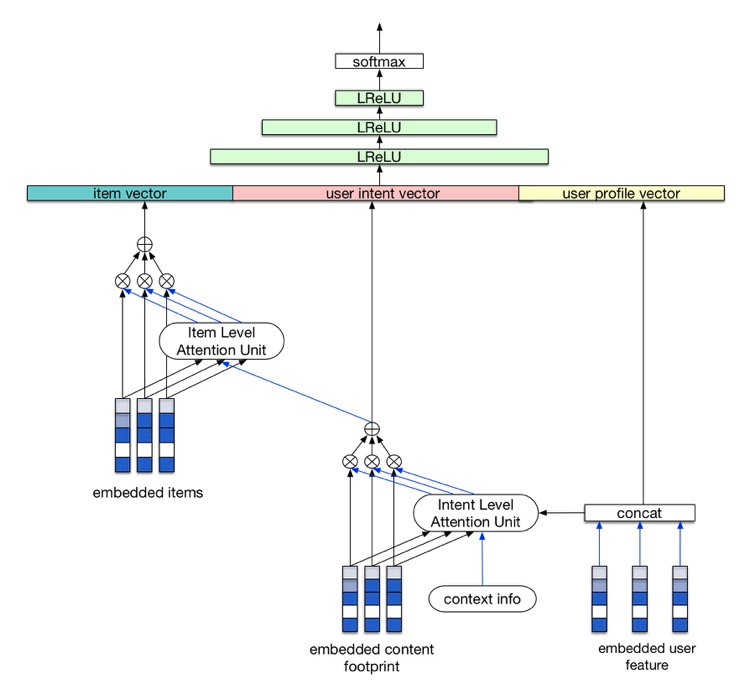 softmax
LReLU
LReLU
LReLU
item vector
user intent vector
user profile vector
Item Level
Attention Unit
embedded items
Intent Level
Attention Unit
concat
context info
embedded content
footprint
embedded user
feature